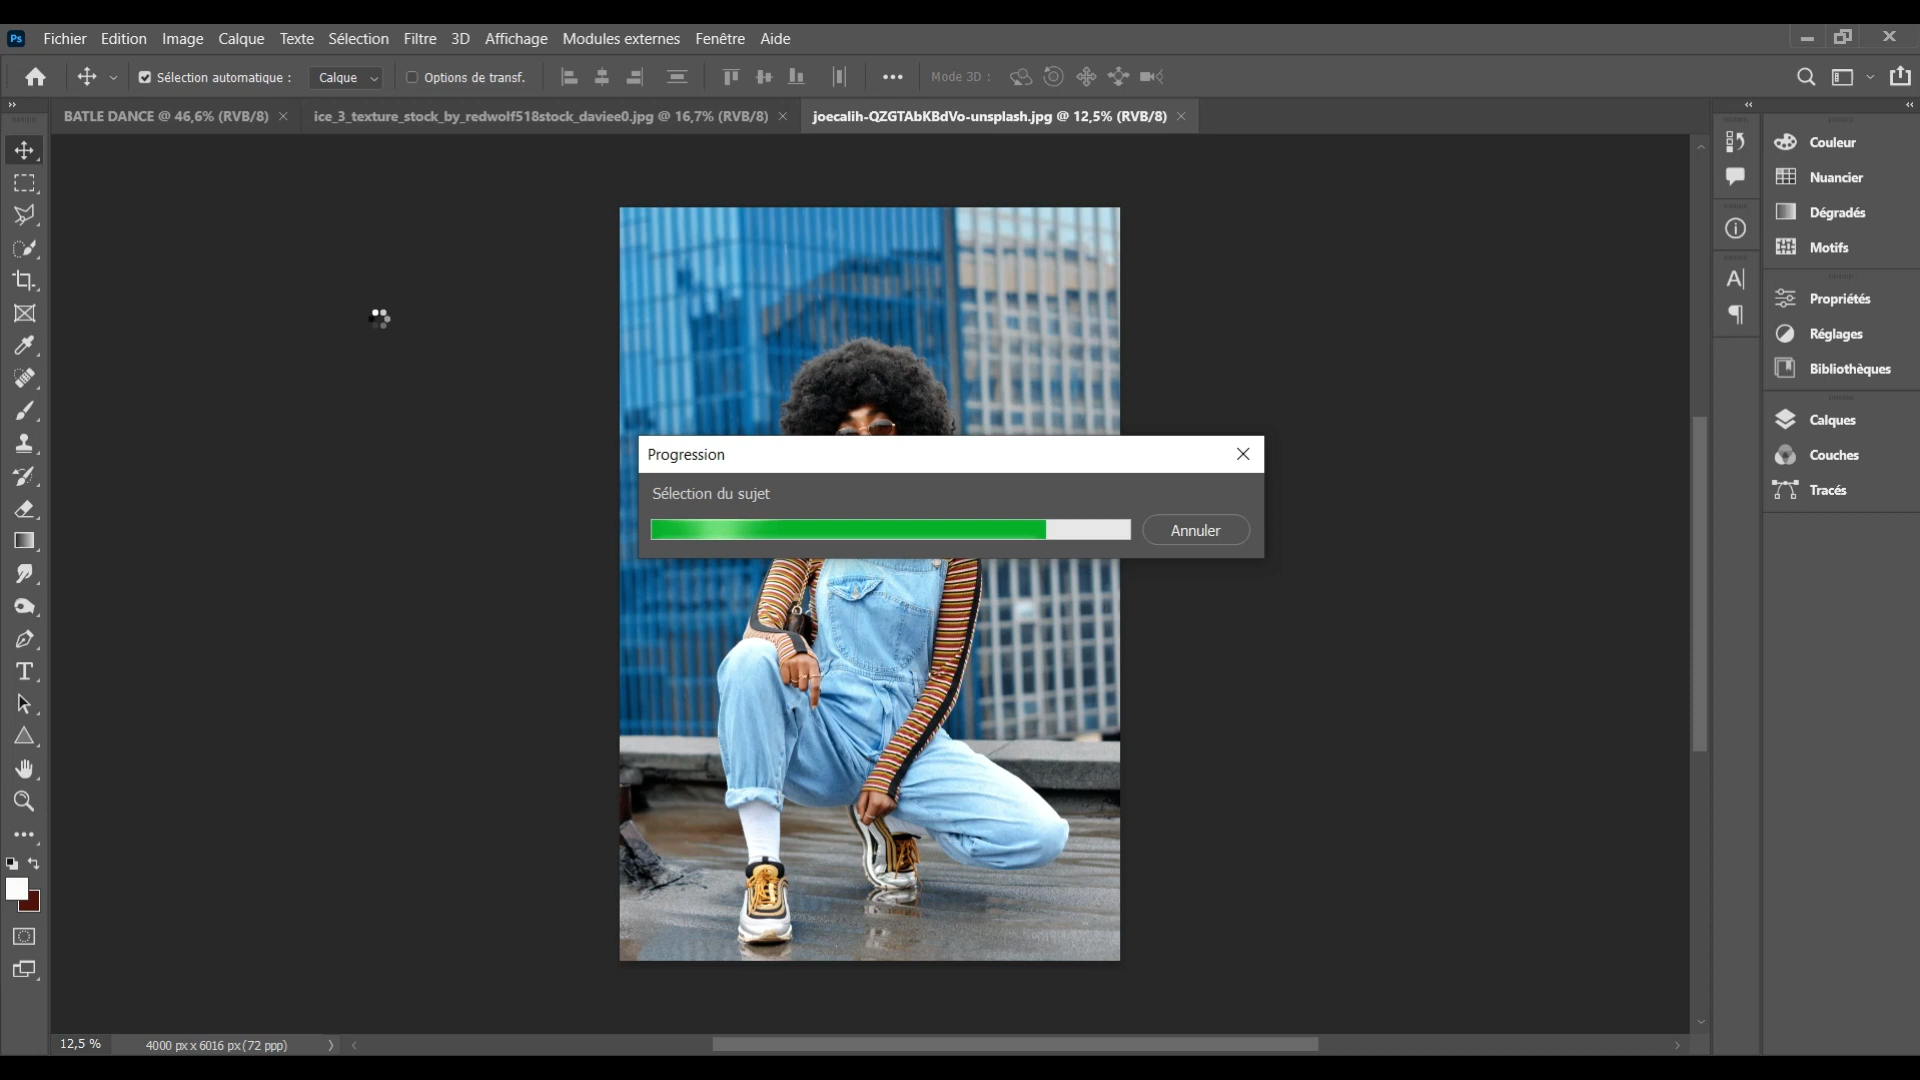 Ps Fichier Edition Image Calque Texte Sélection Filtre 3D Affichage Modules externes Fenêtre Aide
Sélection automatique : Calque Options de transf. Mode 3D :
BATLE DANCE @ 46,6% (RVB/8) ice_3_texture_stock_by_redwolf518stock_daviee0.jpg @ 16,7% (RVB/8) joecalih-QZGTAbKBdVo-unsplash.jpg @ 12,5% (RVB/8)
Couleur
Nuancier
Dégradés
Motifs
Propriétés
Réglages
Bibliothèques
Calques
Couches
Tracés
Progression
Sélection du sujet
Annuler
12,5 % 4000 px x 6016 px (72 ppp)